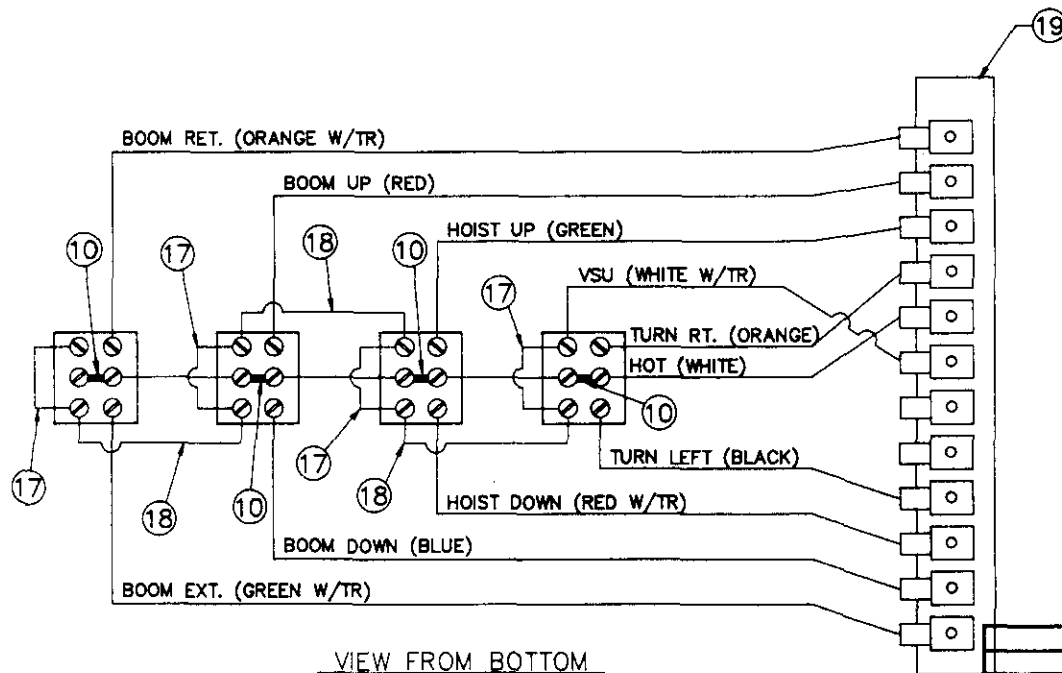 19
BOOM RET. (ORANGE W/TR)
BOOM UP (RED)
HOIST UP (GREEN)
10
17
18
10
VSU (WHITE W/TR)
17
TURN RT. (ORANGE)
HOT (WHITE)
10
17
18
10
17
18
TURN LEFT (BLACK)
HOIST DOWN (RED W/TR)
BOOM DOWN (BLUE)
BOOM EXT. (GREEN W/TR)
VIEW FROM BOTTOM